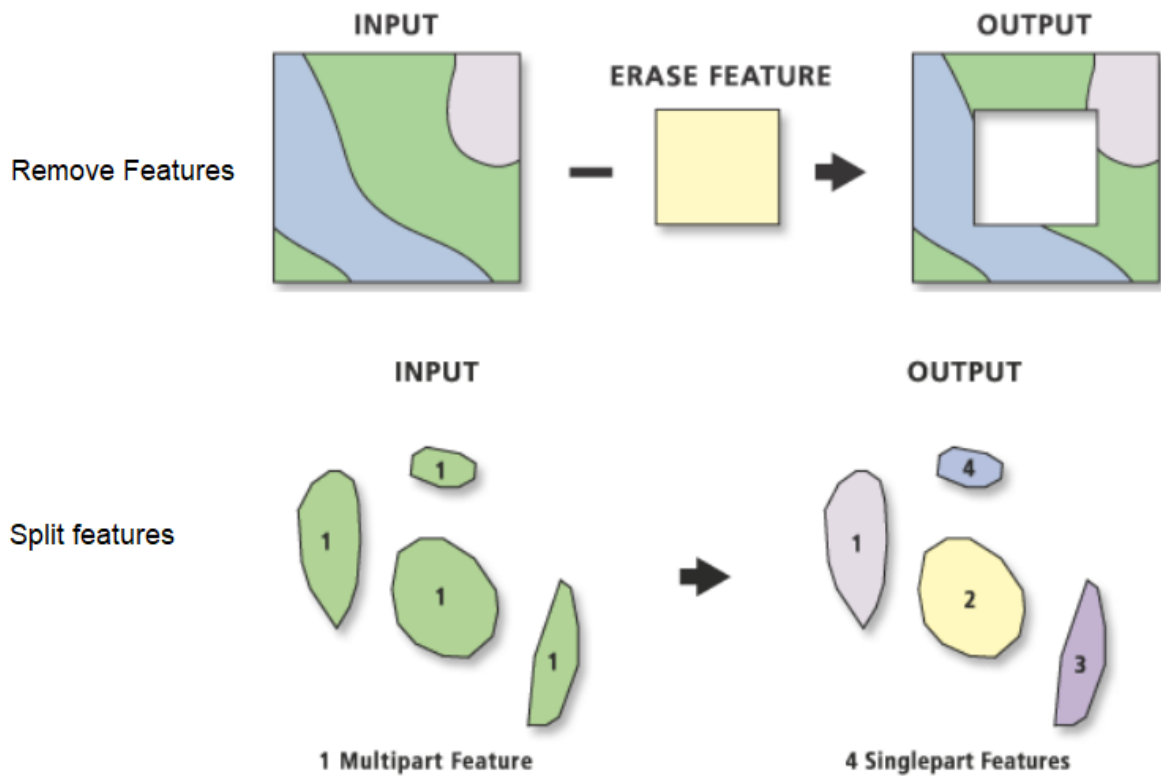 INPUT
OUTPUT
ERASE FEATURE
Remove Features
INPUT
OUTPUT
1
4
Split features
1
1
1
2
1
3
1 Multipart Feature
4 Singlepart Features